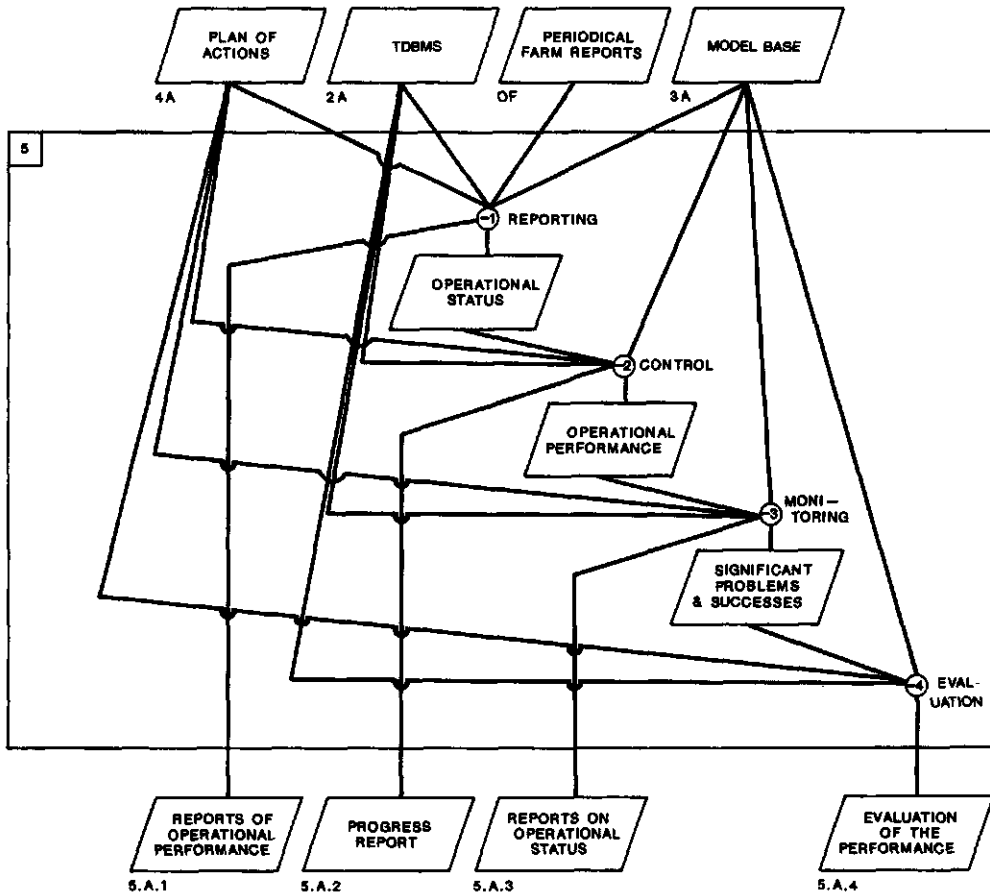 PLAN OF
ACTIONS
TDBMS
PERIODICAL
FARM REPORTS
MODEL BASE
4A
2A
OF
3A
5
-1 REPORTING
OPERATIONAL
STATUS
-2 CONTROL
OPERATIONAL
PERFORMANCE
-3 MONI-
TORING
SIGNIFICANT
PROBLEMS
& SUCCESSES
-4 EVAL-
UATION
REPORTS OF
OPERATIONAL
PERFORMANCE
PROGRESS
REPORT
REPORTS ON
OPERATIONAL
STATUS
EVALUATION
OF THE
PERFORMANCE
5.A.1
5.A.2
5.A.3
5.A.4